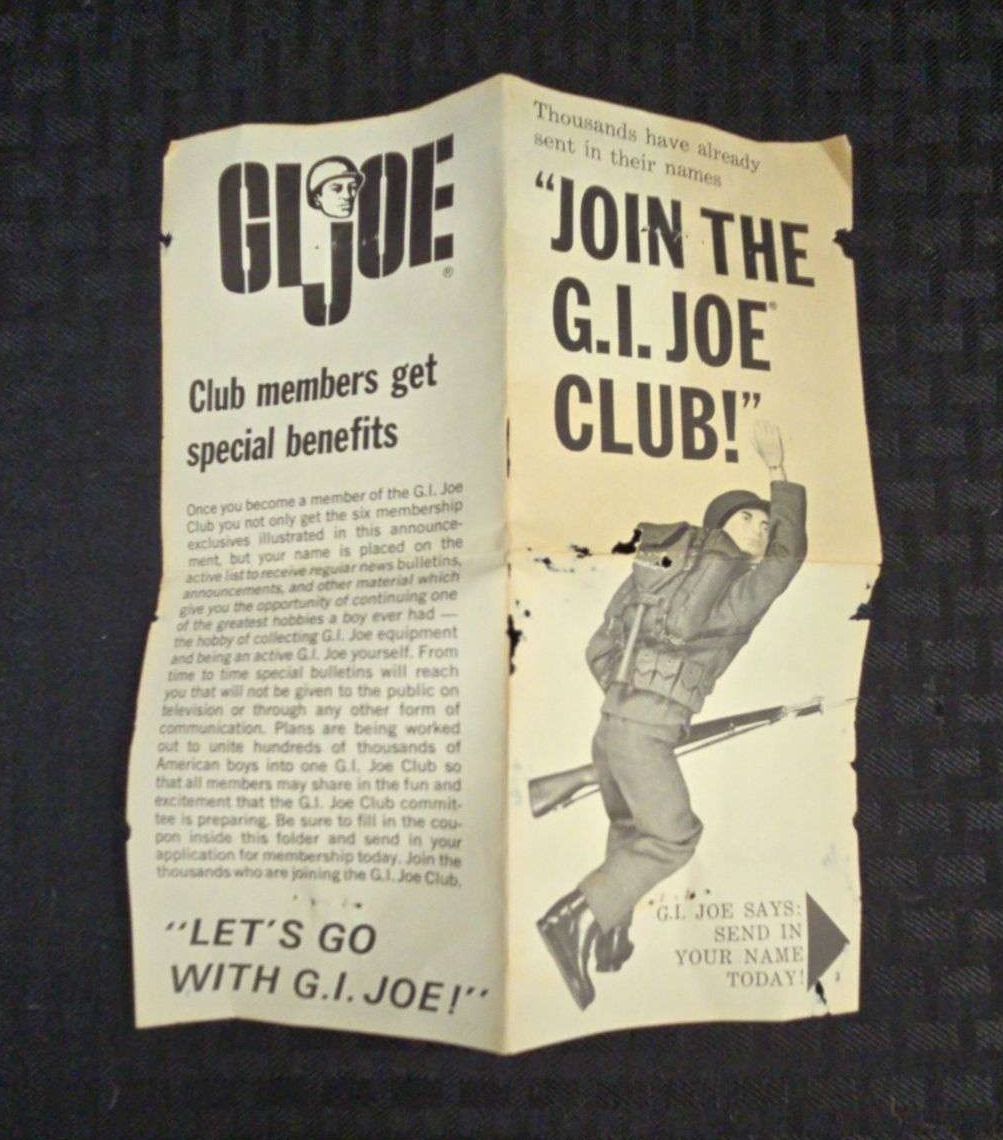 GI JOE
®
Club members get
special benefits
Once you become a member of the G.I. Joe
Club you not only get the six membership
exclusives illustrated in this announce-
ment, but your name is placed on the
active list to receive regular news bulletins,
announcements, and other material which
give you the opportunity of continuing one
of the greatest hobbies a boy ever had —
the hobby of collecting G.I. Joe equipment
and being an active G.I. Joe yourself. From
time to time special bulletins will reach
you that will not be given to the public on
television or through any other form of
communication. Plans are being worked
out to unite hundreds of thousands of
American boys into one G.I. Joe Club so
that all members may share in the fun and
excitement that the G.I. Joe Club commit-
tee is preparing. Be sure to fill in the cou-
pon inside this folder and send in your
application for membership today. Join the
thousands who are joining the G.I. Joe Club.
"LET'S GO
WITH G.I. JOE!"
Thousands have already
sent in their names
"JOIN THE
G.I. JOE®
CLUB!"
G.I. JOE SAYS:
SEND IN
YOUR NAME
TODAY!